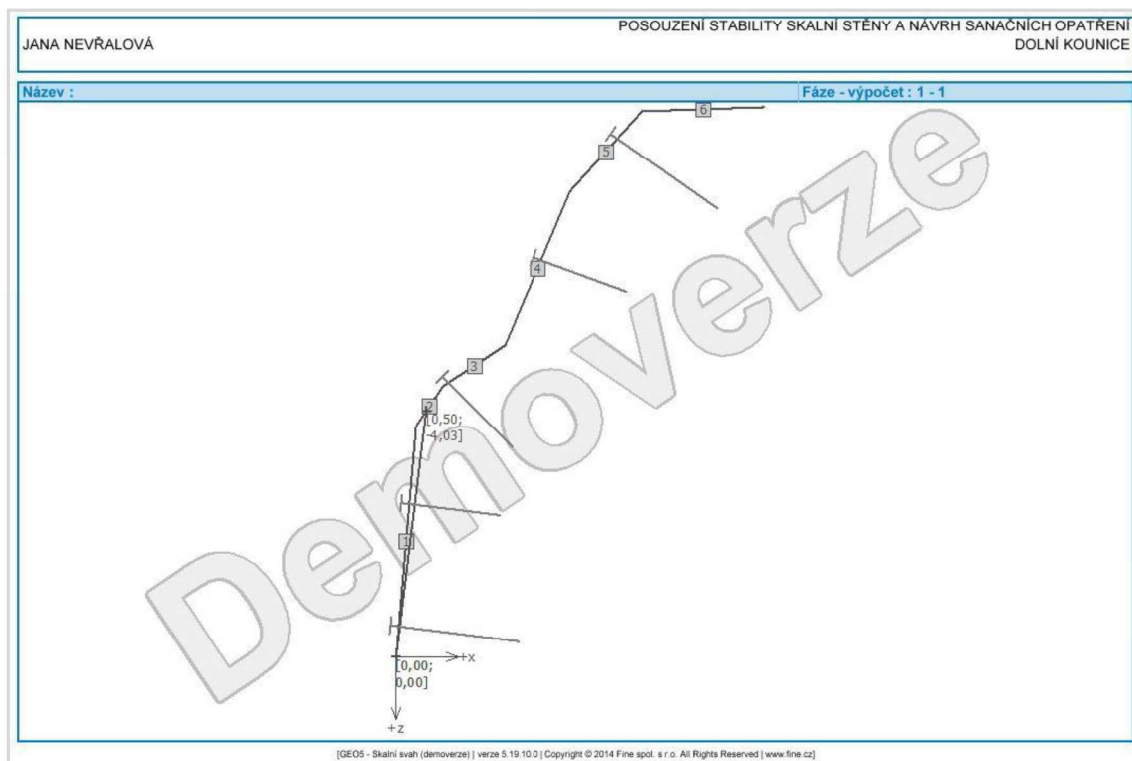 POSOUZENÍ STABILITY SKALNÍ STĚNY A NÁVRH SANAČNÍCH OPATŘENÍ
JANA NEVŘALOVÁ
DOLNÍ KOUNICE
Název :
Fáze - výpočet : 1 - 1
6
5
4
3
2
[0,50;
-4,03]
1
[0,00;
0,00]
+x
+z
Demoverze
[GEO5 - Skalní svah (demoverze) | verze 5.19.10.0 | Copyright © 2014 Fine spol. s r.o. All Rights Reserved | www.fine.cz]